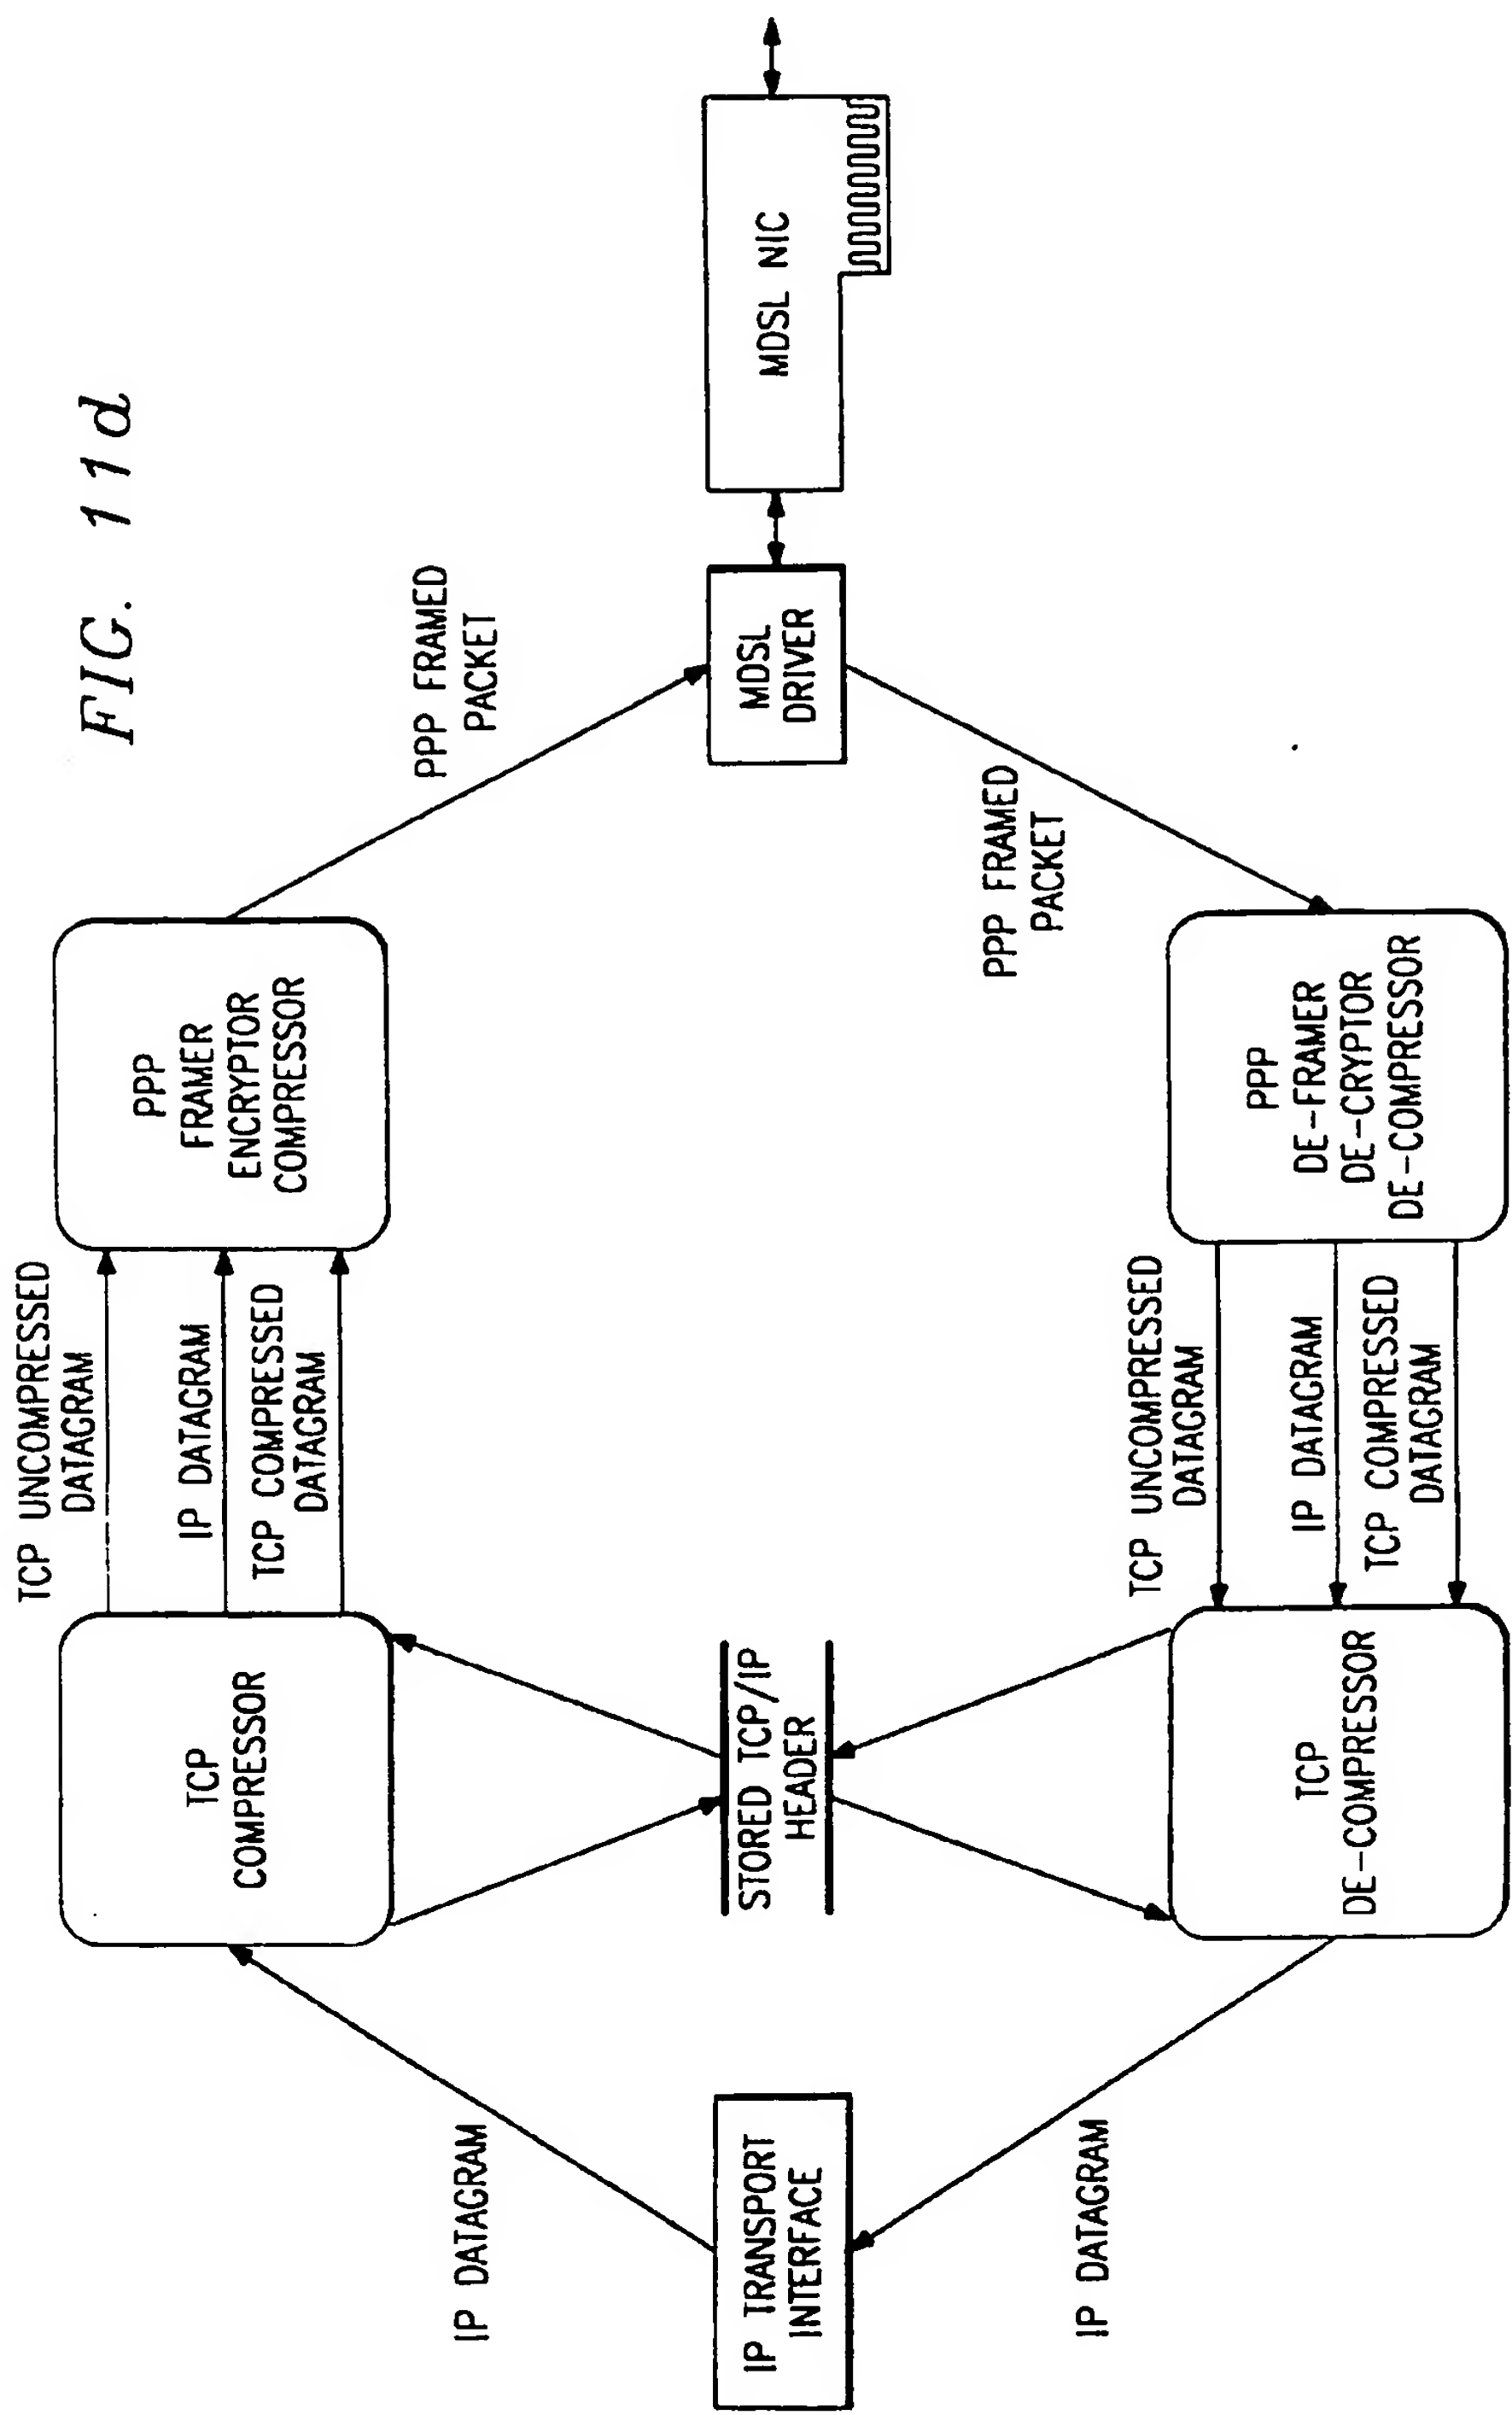 FIG. 11d
TCP UNCOMPRESSED
DATAGRAM
IP DATAGRAM
TCP COMPRESSED
DATAGRAM
TCP
COMPRESSOR
PPP
FRAMER
ENCRYPTOR
COMPRESSOR
IP DATAGRAM
PPP FRAMED
PACKET
IP TRANSPORT
INTERFACE
STORED TCP/IP
HEADER
MDSL
DRIVER
MDSL NIC
IP DATAGRAM
PPP FRAMED
PACKET
TCP UNCOMPRESSED
DATAGRAM
IP DATAGRAM
TCP COMPRESSED
DATAGRAM
TCP
DE-COMPRESSOR
PPP
DE-FRAMER
DE-CRYPTOR
DE-COMPRESSOR